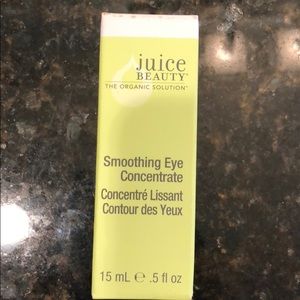 juice
BEAUTY®
THE ORGANIC SOLUTION®
Smoothing Eye
Concentrate
Concentré Lissant
Contour des Yeux
15 mL ℮ .5 fl oz